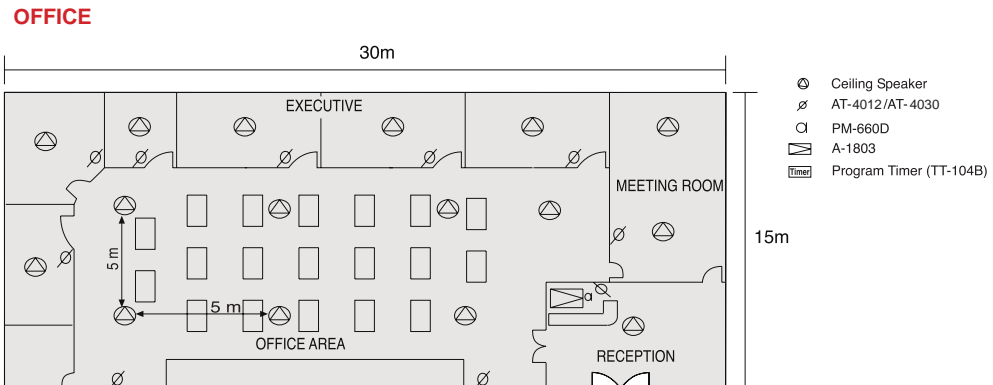 OFFICE
30m
EXECUTIVE
Ceiling Speaker
AT-4012/AT-4030
PM-660D
A-1803
Timer Program Timer (TT-104B)
MEETING ROOM
15m
5 m
5 m
a
OFFICE AREA
RECEPTION